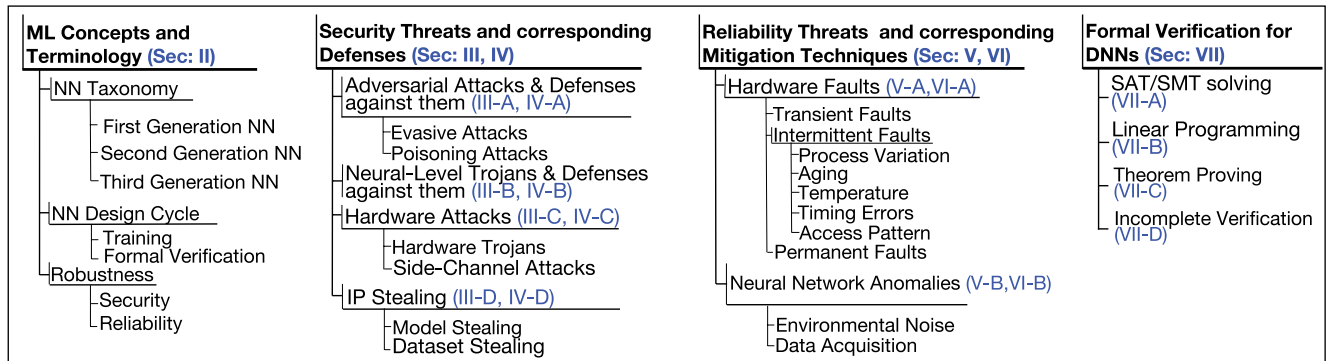 ML Concepts and
Terminology (Sec: II)
NN Taxonomy
First Generation NN
Second Generation NN
Third Generation NN
NN Design Cycle
Training
Formal Verification
Robustness
Security
Reliability
Security Threats and corresponding
Defenses (Sec: III, IV)
Adversarial Attacks & Defenses
against them (III-A, IV-A)
Evasive Attacks
Poisoning Attacks
Neural-Level Trojans & Defenses
against them (III-B, IV-B)
Hardware Attacks (III-C, IV-C)
Hardware Trojans
Side-Channel Attacks
IP Stealing (III-D, IV-D)
Model Stealing
Dataset Stealing
Reliability Threats and corresponding
Mitigation Techniques (Sec: V, VI)
Hardware Faults (V-A,VI-A)
Transient Faults
Intermittent Faults
Process Variation
Aging
Temperature
Timing Errors
Access Pattern
Permanent Faults
Neural Network Anomalies (V-B,VI-B)
Environmental Noise
Data Acquisition
Formal Verification for
DNNs (Sec: VII)
SAT/SMT solving
(VII-A)
Linear Programming
(VII-B)
Theorem Proving
(VII-C)
Incomplete Verification
(VII-D)